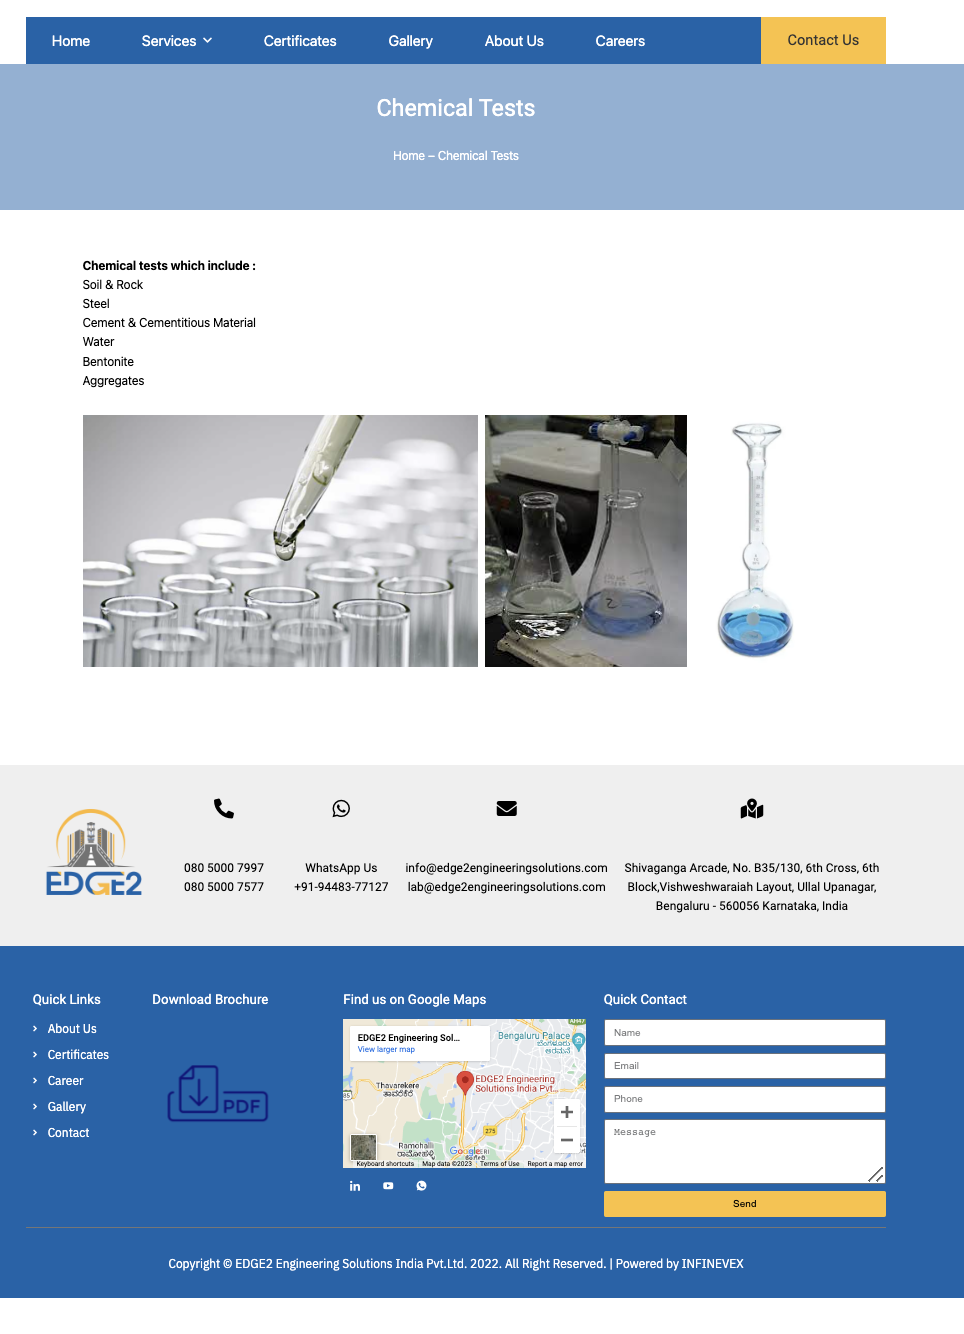 Home Services Certificates Gallery About Us Careers Contact Us
Chemical Tests
Home – Chemical Tests
Chemical tests which include :
Soil & Rock
Steel
Cement & Cementitious Material
Water
Bentonite
Aggregates
2
EDGE2
080 5000 7997
080 5000 7577
WhatsApp Us
+91-94483-77127
info@edge2engineeringsolutions.com
lab@edge2engineeringsolutions.com
Shivaganga Arcade, No. B35/130, 6th Cross, 6th
Block,Vishweshwaraiah Layout, Ullal Upanagar,
Bengaluru - 560056 Karnataka, India
Quick Links
About Us
Certificates
Career
Gallery
Contact
Download Brochure
PDF
Find us on Google Maps
EDGE2 Engineering Sol...
View larger map
Bengaluru Palace
ಬೆಂಗಳೂರು
ಅರಮನೆ
Thavarekere
ತಾವರೆಕೆರೆ
EDGE2 Engineering
Solutions India Pvt...
275
Ramohalli
ರಾಮೋಹಳ್ಳಿ
Google
Keyboard shortcuts Map data ©2023 Terms of Use Report a map error
Quick Contact
Name
Email
Phone
Message
Send
Copyright © EDGE2 Engineering Solutions India Pvt.Ltd. 2022. All Right Reserved. | Powered by INFINEVEX